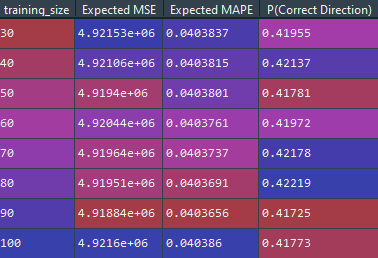 training_size Expected MSE Expected MAPE P(Correct Direction)
30 4.92153e+06 0.0403837 0.41955
40 4.92106e+06 0.0403815 0.42137
50 4.9194e+06 0.0403801 0.41781
60 4.92044e+06 0.0403761 0.41972
70 4.91964e+06 0.0403737 0.42178
80 4.91951e+06 0.0403691 0.42219
90 4.91884e+06 0.0403656 0.41725
100 4.9216e+06 0.040386 0.41773